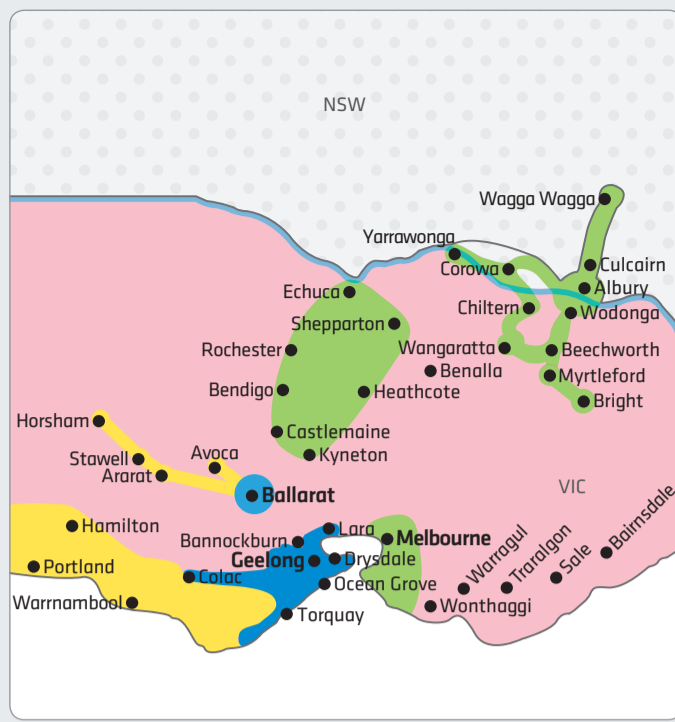 NSW
Wagga Wagga
Yarrawonga
Corowa
Culcairn
Echuca
Albury
Chiltern
Wodonga
Shepparton
Rochester
Wangaratta
Beechworth
Benalla
Myrtleford
Bendigo
Heathcote
Bright
Horsham
Castlemaine
Avoca
Kyneton
Stawell
Ararat
VIC
Ballarat
Hamilton
Lara
Bannockburn
Melbourne
Geelong
Drysdale
Portland
Colac
Ocean Grove
Warragul
Traralgon
Sale
Bairnsdale
Warrnambool
Wonthaggi
Torquay